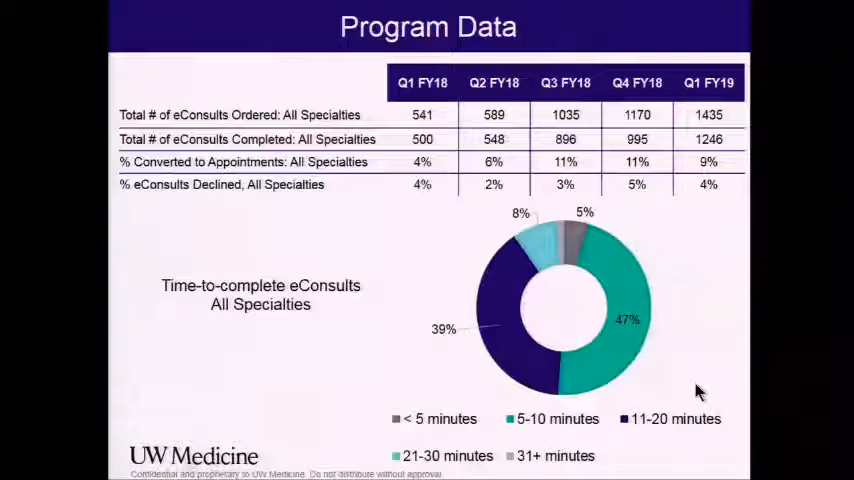 Program Data
Q1 FY18 Q2 FY18 Q3 FY18 Q4 FY18 Q1 FY19
Total # of eConsults Ordered: All Specialties 541 589 1035 1170 1435
Total # of eConsults Completed: All Specialties 500 548 896 995 1246
% Converted to Appointments: All Specialties 4% 6% 11% 11% 9%
% eConsults Declined, All Specialties 4% 2% 3% 5% 4%
8% 5%
Time-to-complete eConsults
All Specialties
47%
39%
< 5 minutes 5-10 minutes 11-20 minutes
21-30 minutes 31+ minutes
UW Medicine
Confidential and proprietary to UW Medicine. Do not distribute without approval